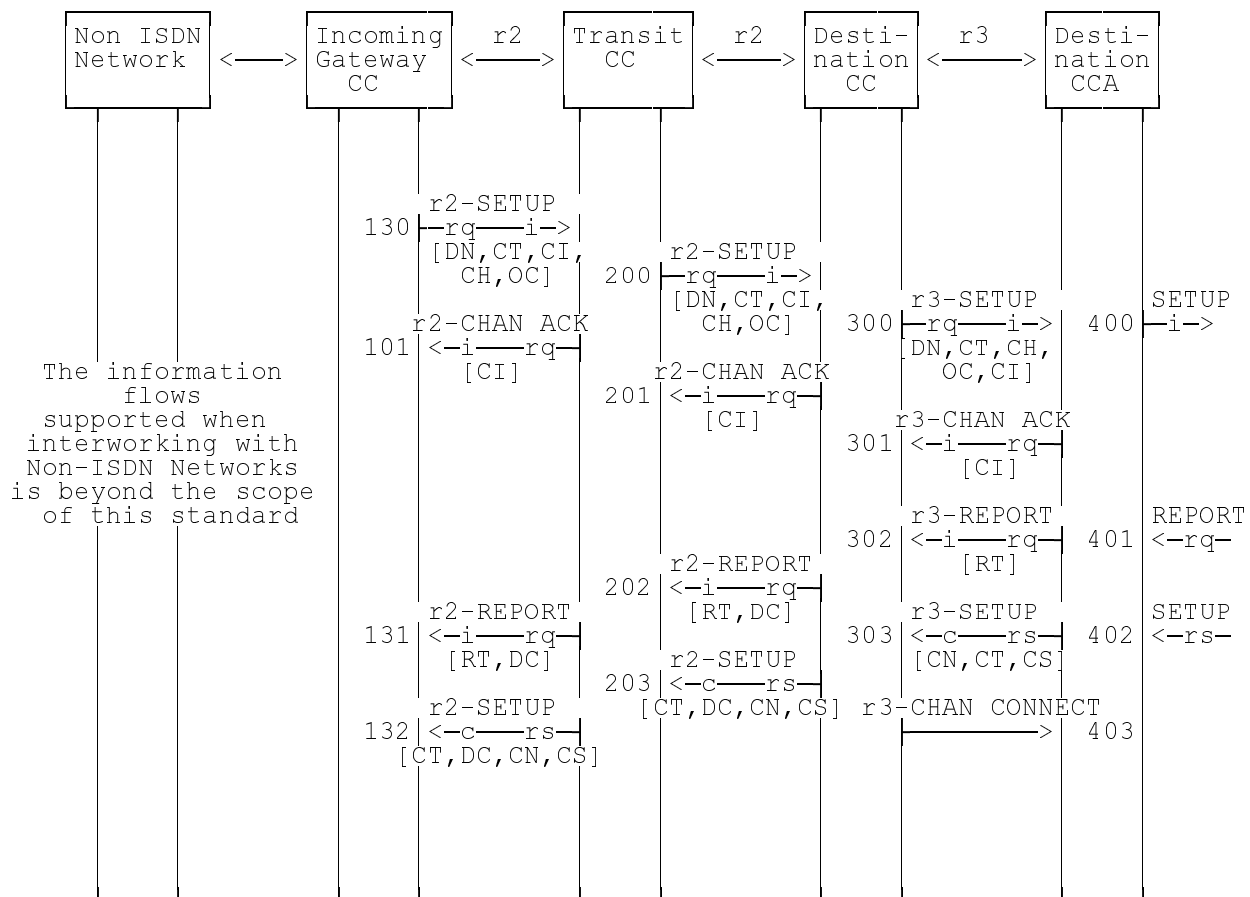 Non ISDN Network
<——>
Incoming Gateway CC
r2
<——>
Transit CC
r2
<——>
Desti-
nation
CC
r3
<——>
Desti-
nation
CCA
r2-SETUP
130 rq——i—>
[DN,CT,CI,
CH,OC]
r2-SETUP
200 rq——i—>
[DN,CT,CI,
CH,OC]
r3-SETUP
300 rq——i—>
[DN,CT,CH,
OC,CI]
SETUP
400 i—>
r2-CHAN ACK
101 <—i——rq
[CI]
r2-CHAN ACK
201 <—i——rq
[CI]
r3-CHAN ACK
301 <—i——rq
[CI]
The information
flows
supported when
interworking with
Non-ISDN Networks
is beyond the scope
of this standard
r3-REPORT
302 <—i——rq
[RT]
REPORT
401 <—rq—
r2-REPORT
202 <—i——rq
[RT,DC]
r2-REPORT
131 <—i——rq
[RT,DC]
r3-SETUP
303 <—c——rs
[CN,CT,CS]
SETUP
402 <—rs—
r2-SETUP
203 <—c——rs
[CT,DC,CN,CS]
r2-SETUP
132 <—c——rs
[CT,DC,CN,CS]
r3-CHAN CONNECT
——> 403